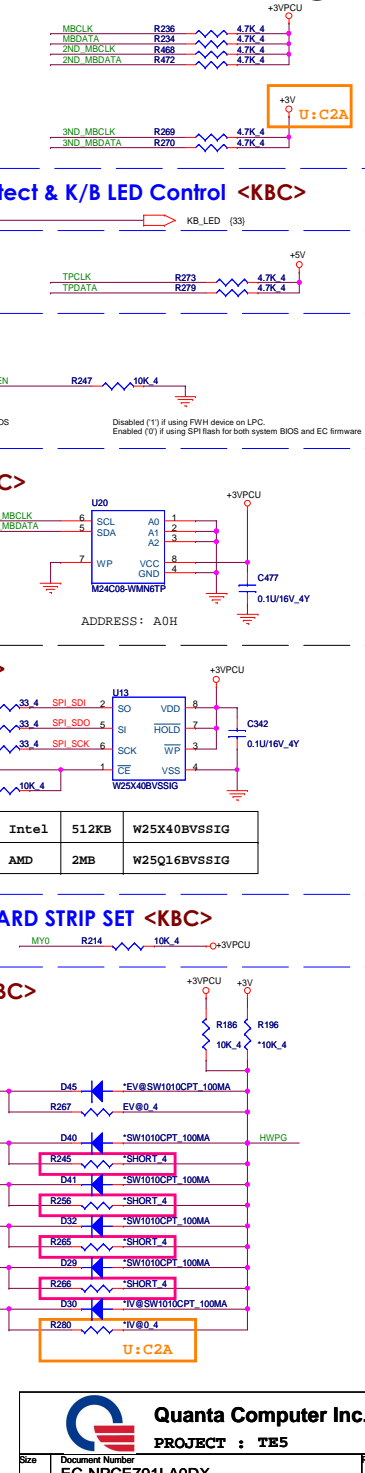 +3VPCU
MBCLK R236 4.7K_4
MBDATA R234 4.7K_4
2ND_MBCLK R468 4.7K_4
2ND_MBDATA R472 4.7K_4
+3V
U:C2A
3ND_MBCLK R269 4.7K_4
3ND_MBDATA R270 4.7K_4
tect & K/B LED Control <KBC>
KB_LED {33}
+5V
TPCLK R273 4.7K_4
TPDATA R279 4.7K_4
EN R247 10K_4
OS
Disabled ('1') if using FWH device on LPC.
Enabled ('0') if using SPI flash for both system BIOS and EC firmware
C>
+3VPCU
U20
MBCLK 6 SCL A0 1
MBDATA 5 SDA A1 2
A2 3
7 WP VCC 8
GND 4
M24C08-WMN6TP
C477
0.1U/16V_4Y
ADDRESS: A0H
>
+3VPCU
U13
33_4 SPI_SDI 2 SO VDD 8
33_4 SPI_SDO 5 SI HOLD 7
33_4 SPI_SCK 6 SCK WP 3
1 CE VSS 4
C342
0.1U/16V_4Y
10K_4
W25X40BVSSIG
Intel 512KB W25X40BVSSIG
AMD 2MB W25Q16BVSSIG
ARD STRIP SET <KBC>
MY0 R214 10K_4 +3VPCU
BC>
+3VPCU +3V
R186 R196
10K_4 *10K_4
D45 *EV@SW1010CPT_100MA
R267 EV@0_4
D40 *SW1010CPT_100MA HWPG
R245 *SHORT_4
D41 *SW1010CPT_100MA
R256 *SHORT_4
D32 *SW1010CPT_100MA
R265 *SHORT_4
D29 *SW1010CPT_100MA
R266 *SHORT_4
D30 *IV@SW1010CPT_100MA
R280 *IV@0_4
U:C2A
Quanta Computer Inc.
PROJECT : TE5
Size Document Number